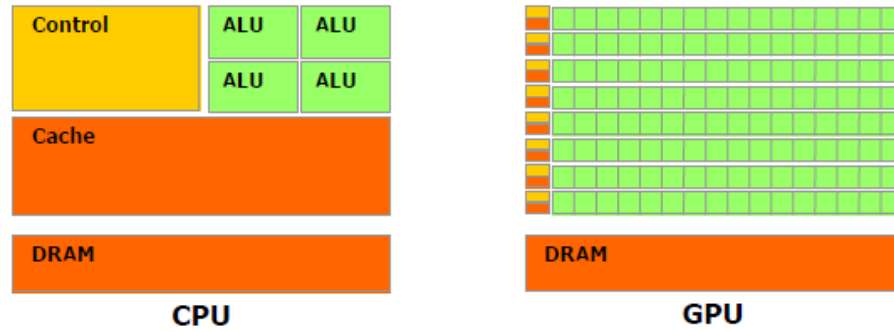 Control
ALU ALU
ALU ALU
Cache
DRAM
CPU
DRAM
GPU